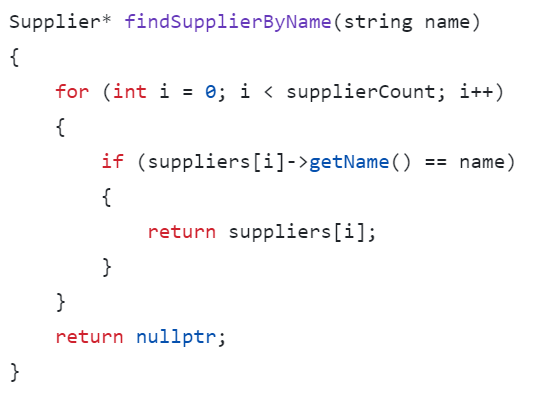 Supplier* findSupplierByName(string name)
{
    for (int i = 0; i < supplierCount; i++)
    {
        if (suppliers[i]->getName() == name)
        {
            return suppliers[i];
        }
    }
    return nullptr;
}